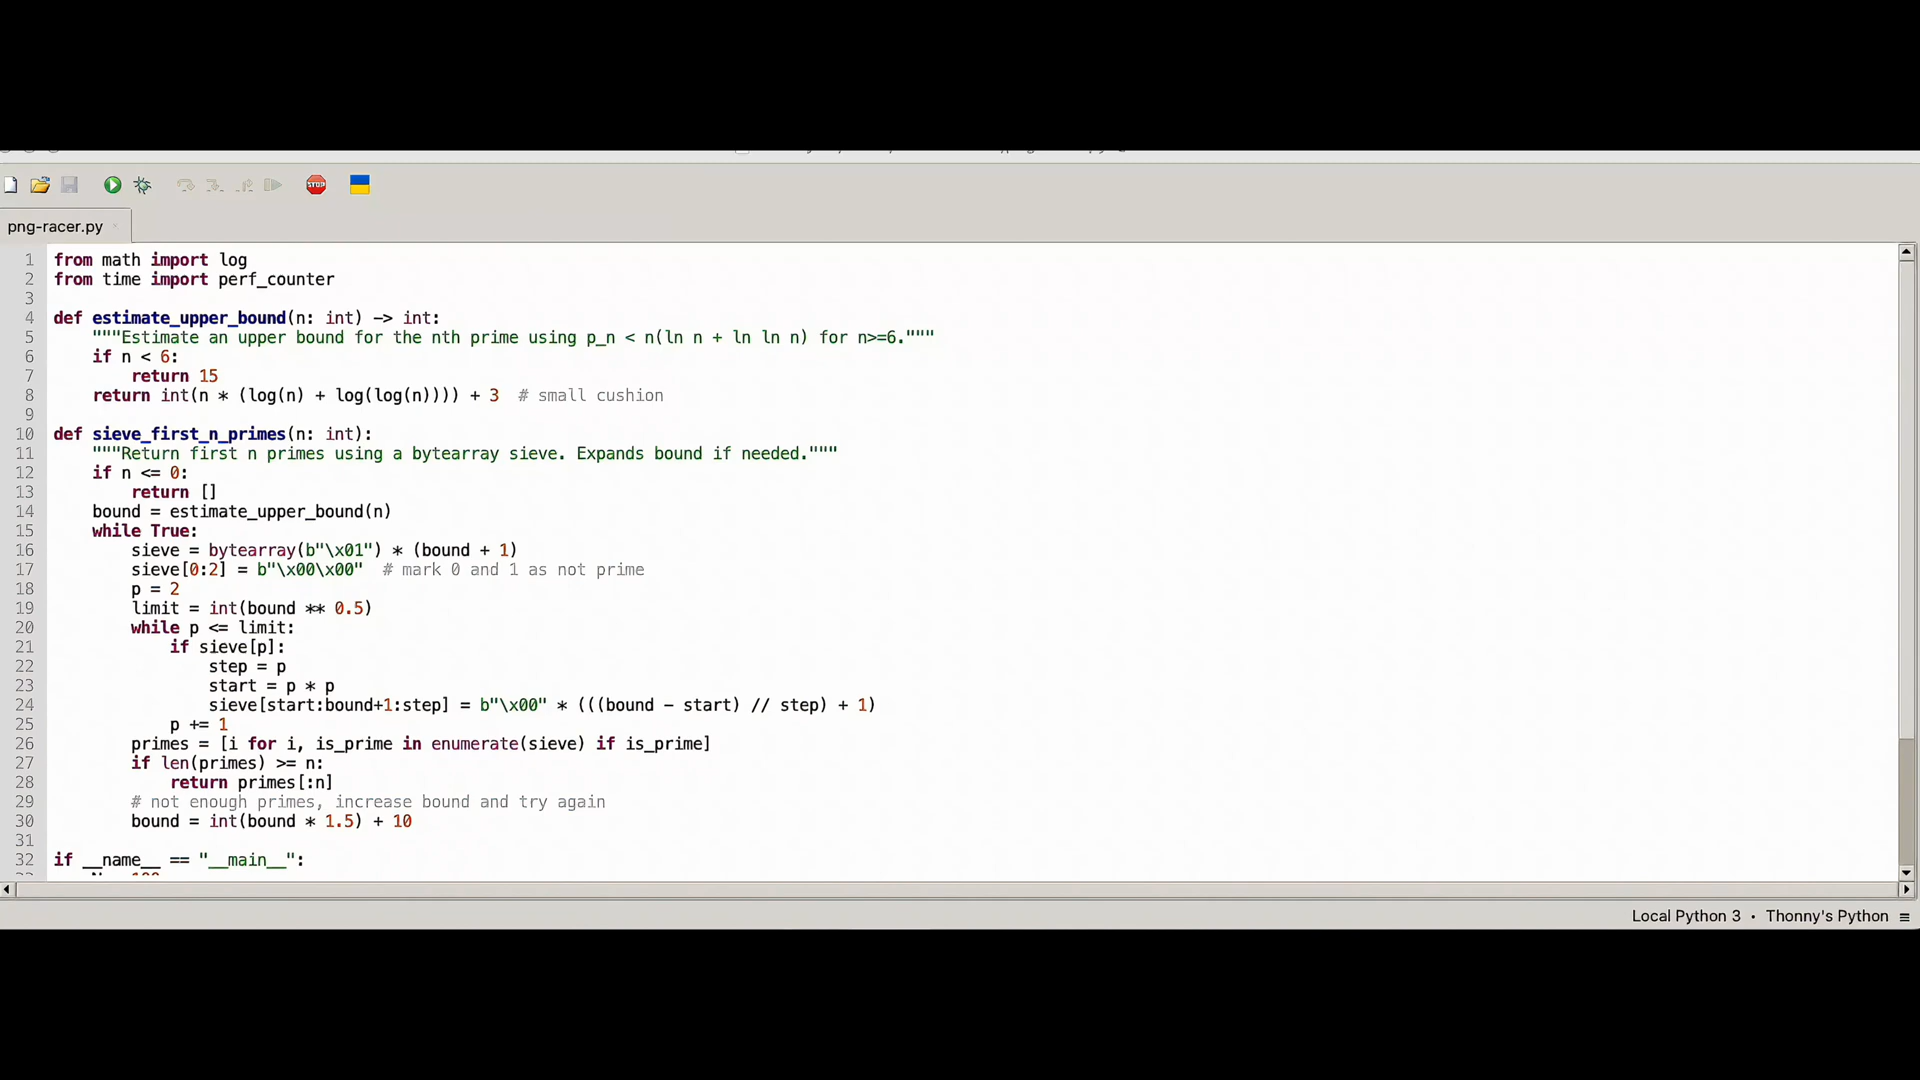 STOP
png-racer.py
1 from math import log
2 from time import perf_counter
3
4 def estimate_upper_bound(n: int) -> int:
5     """Estimate an upper bound for the nth prime using p_n < n(ln n + ln ln n) for n>=6."""
6     if n < 6:
7         return 15
8     return int(n * (log(n) + log(log(n)))) + 3  # small cushion
9
10 def sieve_first_n_primes(n: int):
11     """Return first n primes using a bytearray sieve. Expands bound if needed."""
12     if n <= 0:
13         return []
14     bound = estimate_upper_bound(n)
15     while True:
16         sieve = bytearray(b"\x01") * (bound + 1)
17         sieve[0:2] = b"\x00\x00"  # mark 0 and 1 as not prime
18         p = 2
19         limit = int(bound ** 0.5)
20         while p <= limit:
21             if sieve[p]:
22                 step = p
23                 start = p * p
24                 sieve[start:bound+1:step] = b"\x00" * (((bound - start) // step) + 1)
25             p += 1
26         primes = [i for i, is_prime in enumerate(sieve) if is_prime]
27         if len(primes) >= n:
28             return primes[:n]
29         # not enough primes, increase bound and try again
30         bound = int(bound * 1.5) + 10
31
32 if __name__ == "__main__":
Local Python 3 • Thonny's Python ≡